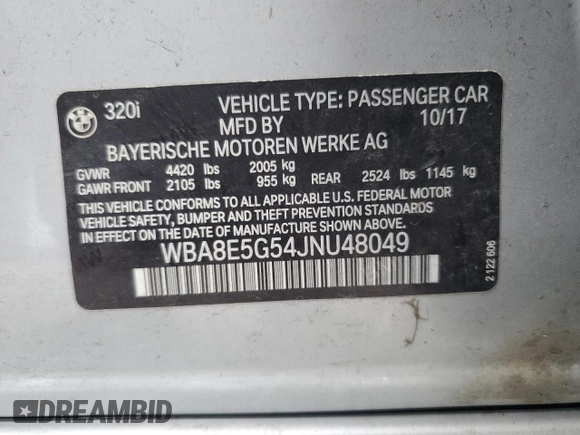 320i
VEHICLE TYPE: PASSENGER CAR
MFD BY 10/17
BAYERISCHE MOTOREN WERKE AG
GVWR 4420 lbs 2005 kg
GAWR FRONT 2105 lbs 955 kg REAR 2524 lbs 1145 kg
THIS VEHICLE CONFORMS TO ALL APPLICABLE U.S. FEDERAL MOTOR
VEHICLE SAFETY, BUMPER AND THEFT PREVENTION STANDARDS IN
EFFECT ON THE DATE OF MANUFACTURE SHOWN ABOVE.
WBA8E5G54JNU48049
2 122 606
DREAMBID